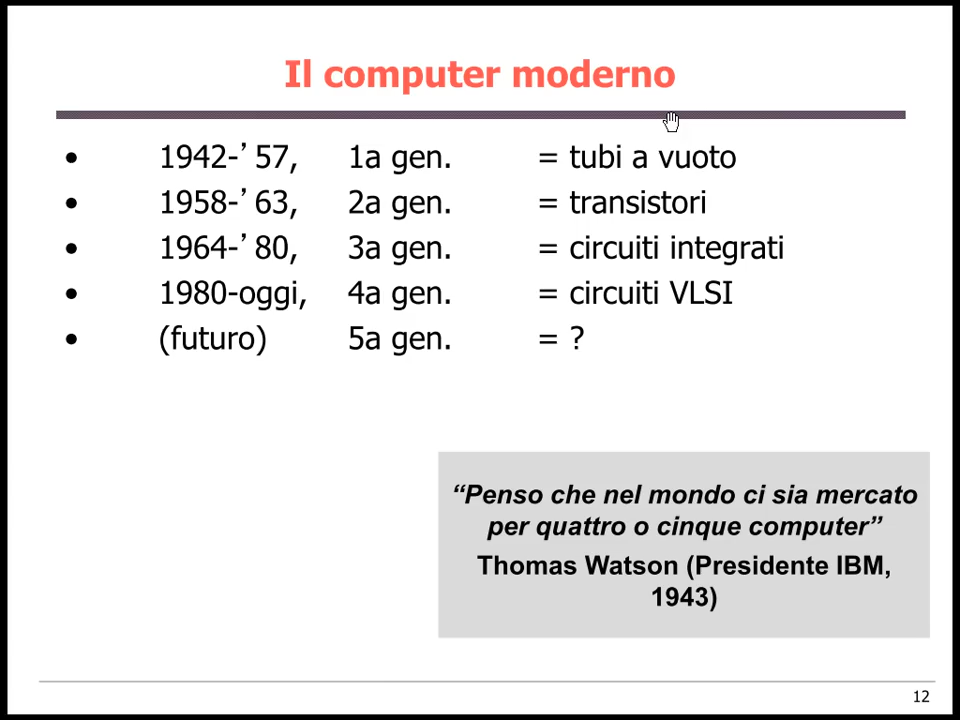 Il computer moderno
• 1942-’57, 1a gen. = tubi a vuoto
• 1958-’63, 2a gen. = transistori
• 1964-’80, 3a gen. = circuiti integrati
• 1980-oggi, 4a gen. = circuiti VLSI
• (futuro) 5a gen. = ?
“Penso che nel mondo ci sia mercato
per quattro o cinque computer”
Thomas Watson (Presidente IBM,
1943)
12